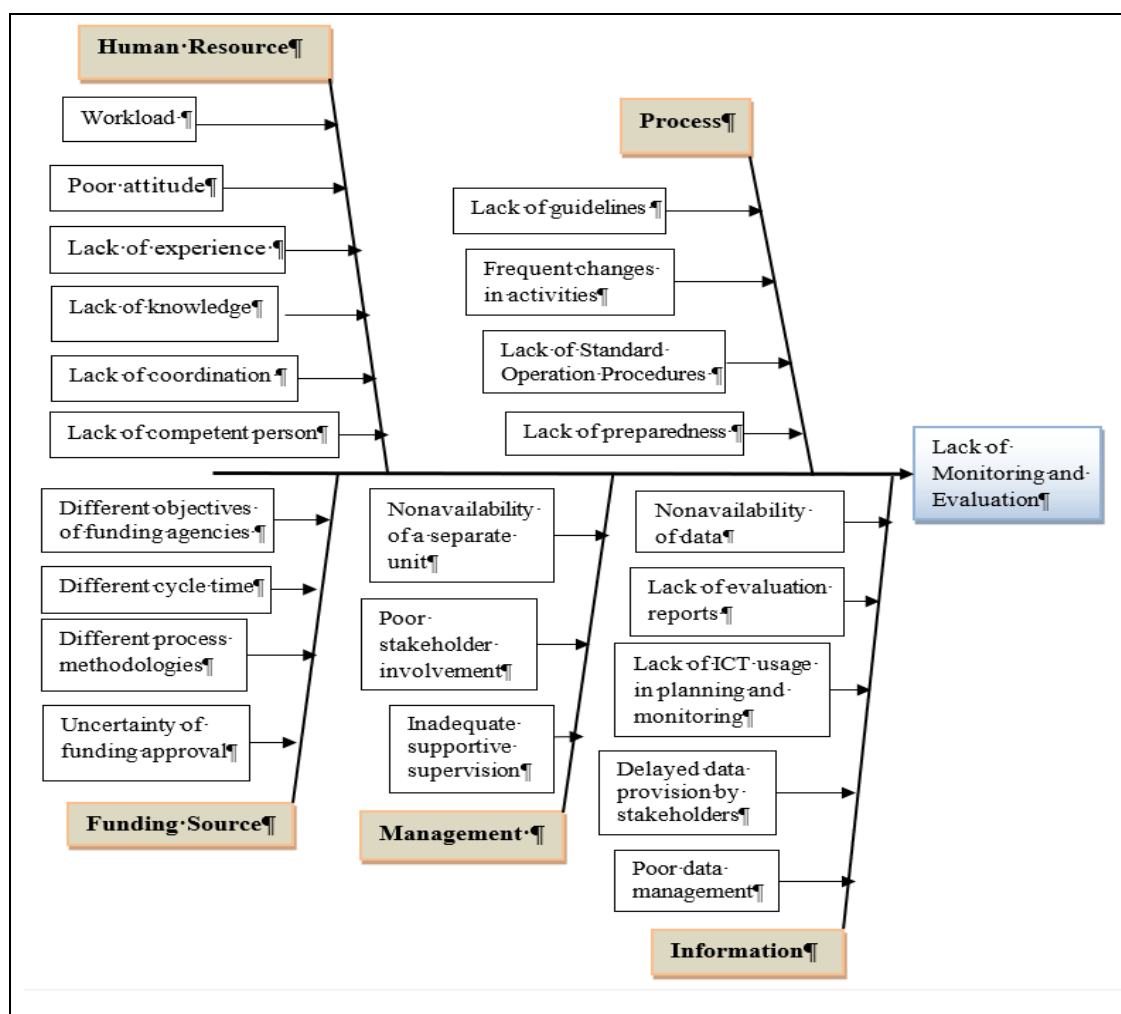 Human·Resource¶
Workload·¶
Poor·attitude¶
Lack·of·experience·¶
Lack·of·knowledge¶
Lack·of·coordination·¶
Lack·of·competent·person¶
Process¶
Lack·of·guidelines·¶
Frequent·changes·
in·activities¶
Lack·of·Standard·
Operation·Procedures·¶
Lack·of·preparedness·¶
Lack·of·
Monitoring·and·
Evaluation¶
Different·objectives·
of·funding·agencies·¶
Different·cycle·time¶
Different·process·
methodologies¶
Uncertainty·of·
funding·approval¶
Funding·Source¶
Nonavailability·
of·a·separate·
unit¶
Poor·
stakeholder·
involvement¶
Inadequate·
supportive·
supervision¶
Management·¶
Nonavailability·
of·data¶
Lack·of·evaluation·
reports·¶
Lack·of·ICT·usage·
in·planning·and·
monitoring¶
Delayed·data·
provision·by·
stakeholders¶
Poor·data·
management¶
Information¶